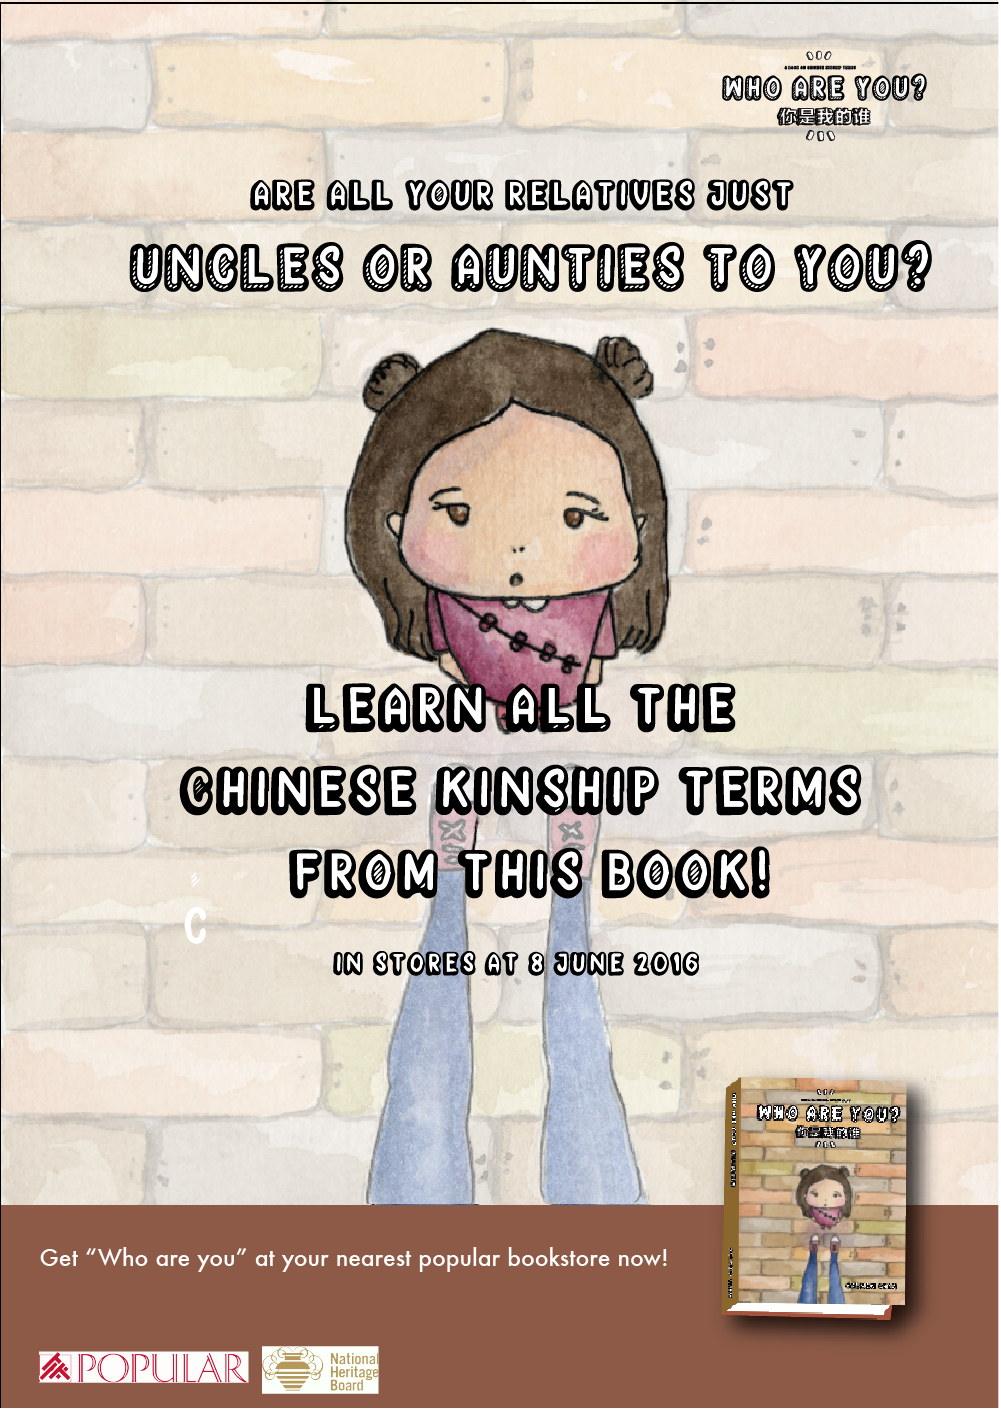 WHO ARE YOU?
你是我的谁
ARE ALL YOUR RELATIVES JUST
UNCLES OR AUNTIES TO YOU?
LEARN ALL THE
CHINESE KINSHIP TERMS
FROM THIS BOOK!
C
IN STORES AT 8 JUNE 2016
WHO ARE YOU?
你是我的谁
Get “Who are you” at your nearest popular bookstore now!
POPULAR
National
Heritage
Board